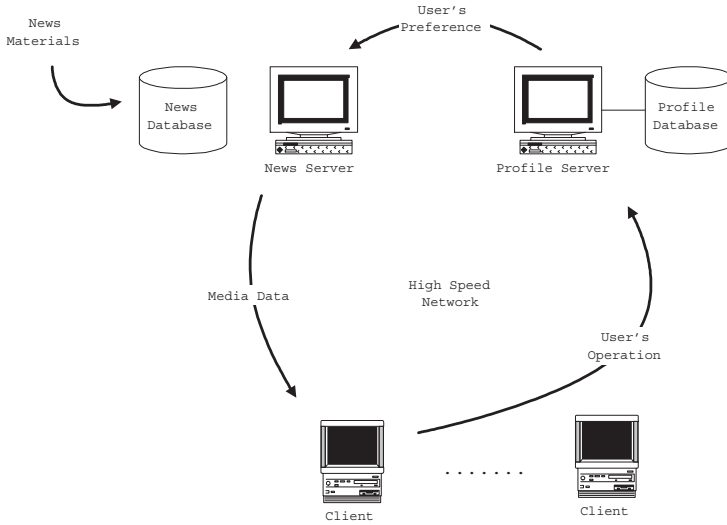 User's
Preference
News
Materials
News
Database
Profile
Database
News Server
Profile Server
Media Data
High Speed
Network
User's
Operation
.......
Client
Client